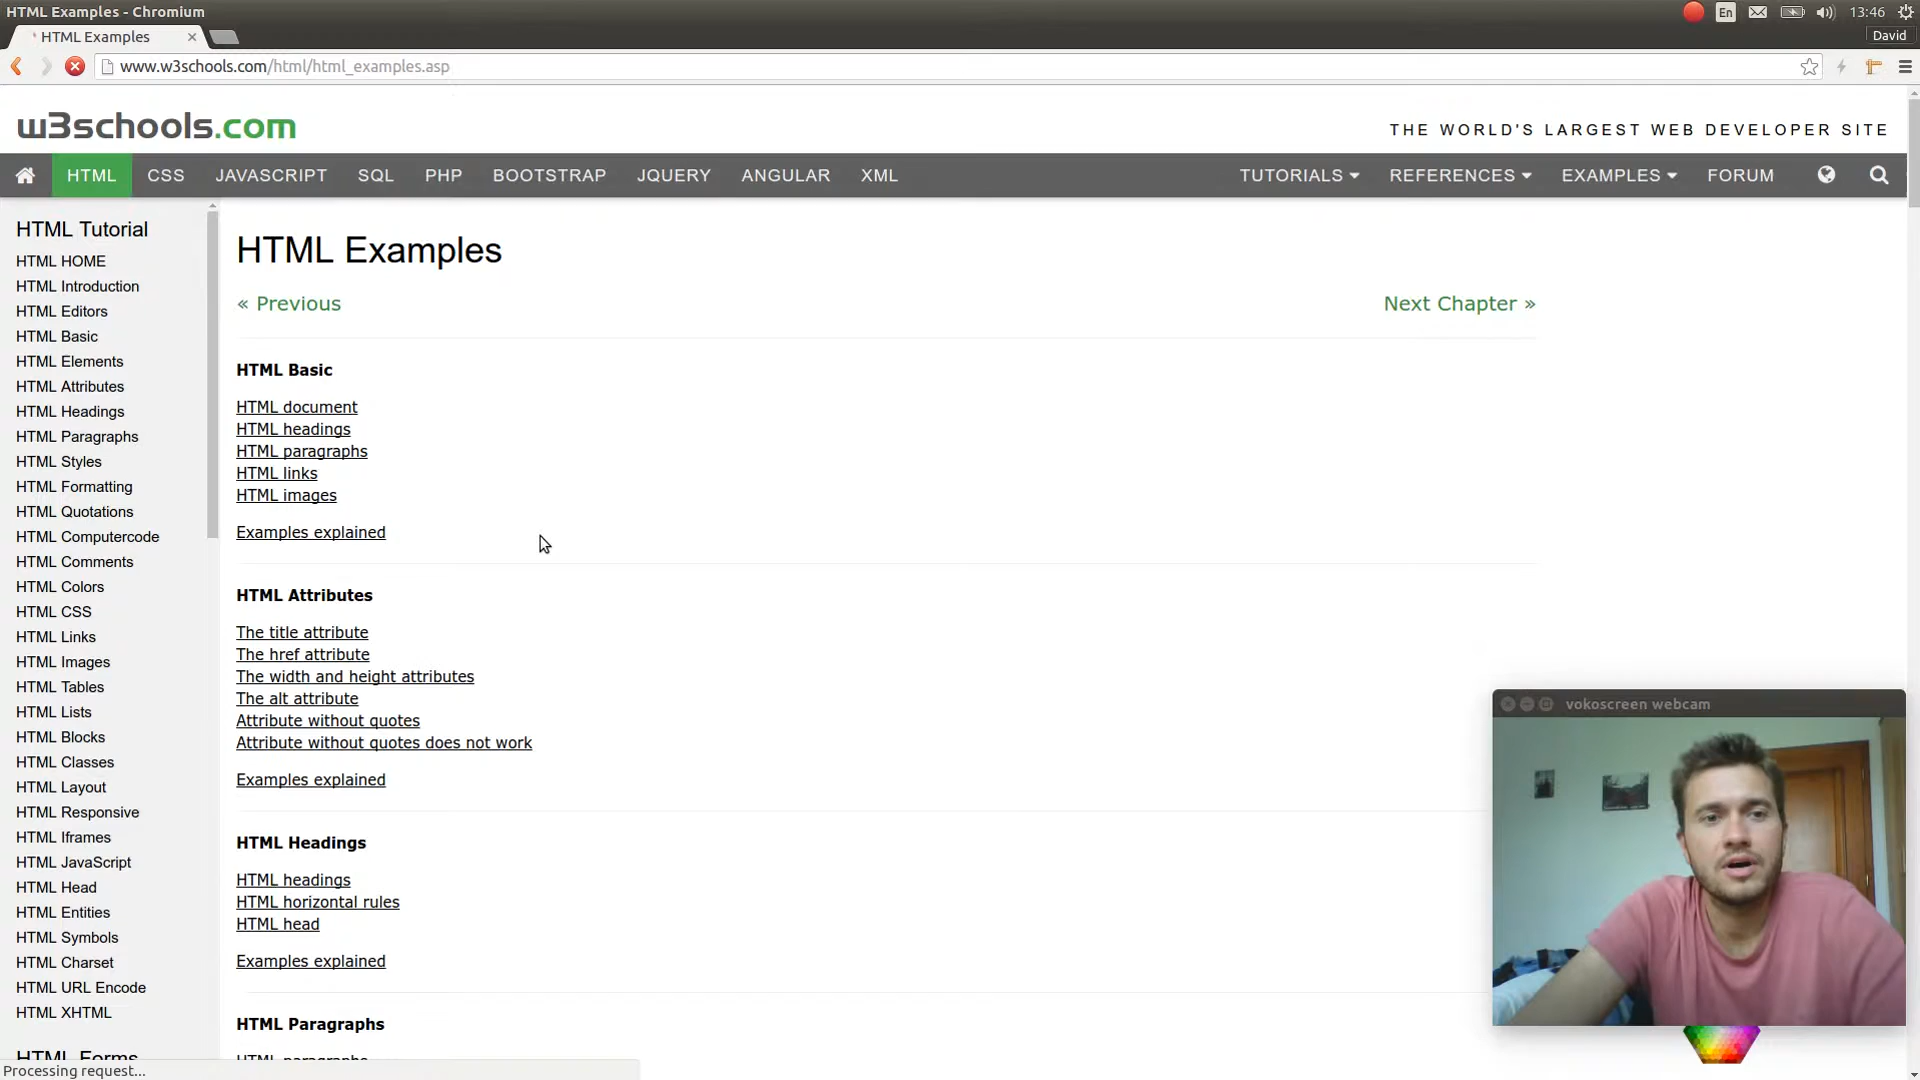 HTML Examples - Chromium
En
13:46
HTML Examples
David
www.w3schools.com/html/html_examples.asp
w3schools.com
THE WORLD'S LARGEST WEB DEVELOPER SITE
HTML CSS JAVASCRIPT SQL PHP BOOTSTRAP JQUERY ANGULAR XML TUTORIALS REFERENCES EXAMPLES FORUM
HTML Tutorial
HTML HOME
HTML Introduction
HTML Editors
HTML Basic
HTML Elements
HTML Attributes
HTML Headings
HTML Paragraphs
HTML Styles
HTML Formatting
HTML Quotations
HTML Computercode
HTML Comments
HTML Colors
HTML CSS
HTML Links
HTML Images
HTML Tables
HTML Lists
HTML Blocks
HTML Classes
HTML Layout
HTML Responsive
HTML Iframes
HTML JavaScript
HTML Head
HTML Entities
HTML Symbols
HTML Charset
HTML URL Encode
HTML XHTML
HTML Forms
HTML Examples
« Previous
Next Chapter »
HTML Basic
HTML document
HTML headings
HTML paragraphs
HTML links
HTML images
Examples explained
HTML Attributes
The title attribute
The href attribute
The width and height attributes
The alt attribute
Attribute without quotes
Attribute without quotes does not work
Examples explained
HTML Headings
HTML headings
HTML horizontal rules
HTML head
Examples explained
HTML Paragraphs
HTML paragraphs
vokoscreen webcam
Processing request...